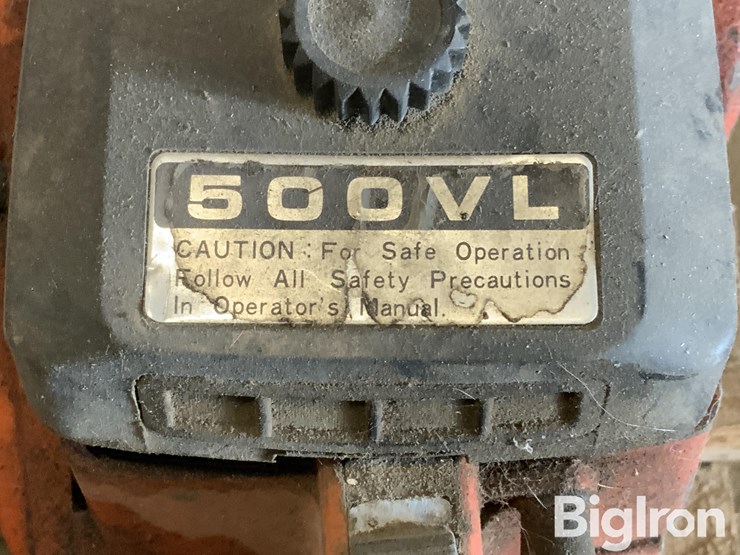 500VL
CAUTION: For Safe Operation
Follow All Safety Precautions
In Operator's Manual.
BigIron